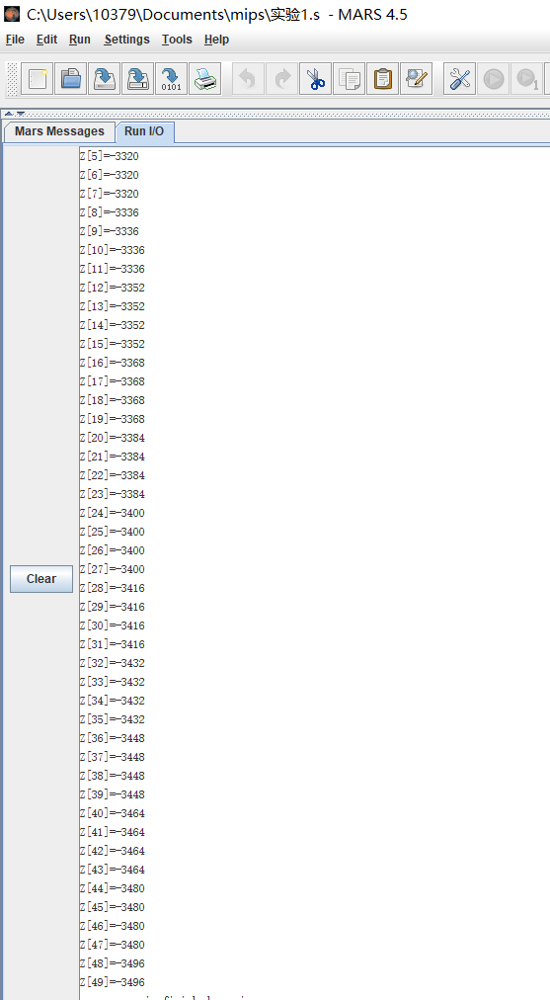 C:\Users\10379\Documents\mips\实验1.s - MARS 4.5
File Edit Run Settings Tools Help
0101
1
Mars Messages Run I/O
Z[5]=-3320
Z[6]=-3320
Z[7]=-3320
Z[8]=-3336
Z[9]=-3336
Z[10]=-3336
Z[11]=-3336
Z[12]=-3352
Z[13]=-3352
Z[14]=-3352
Z[15]=-3352
Z[16]=-3368
Z[17]=-3368
Z[18]=-3368
Z[19]=-3368
Z[20]=-3384
Z[21]=-3384
Z[22]=-3384
Z[23]=-3384
Z[24]=-3400
Z[25]=-3400
Z[26]=-3400
Z[27]=-3400
Z[28]=-3416
Z[29]=-3416
Z[30]=-3416
Z[31]=-3416
Z[32]=-3432
Z[33]=-3432
Z[34]=-3432
Z[35]=-3432
Z[36]=-3448
Z[37]=-3448
Z[38]=-3448
Z[39]=-3448
Z[40]=-3464
Z[41]=-3464
Z[42]=-3464
Z[43]=-3464
Z[44]=-3480
Z[45]=-3480
Z[46]=-3480
Z[47]=-3480
Z[48]=-3496
Z[49]=-3496
Clear